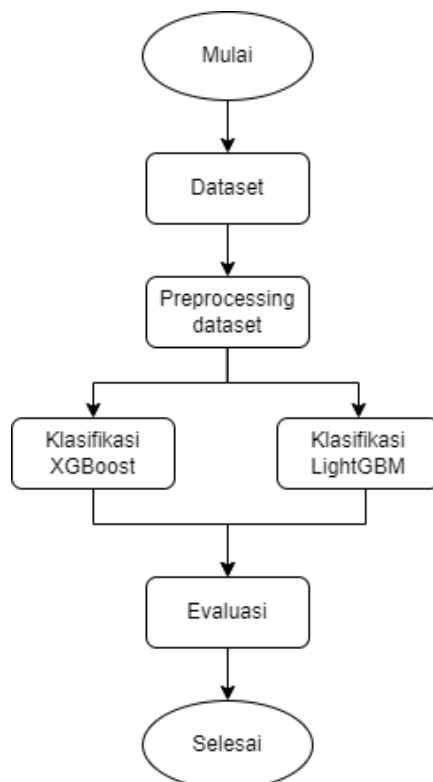 Mulai
Dataset
Preprocessing
dataset
Klasifikasi
XGBoost
Klasifikasi
LightGBM
Evaluasi
Selesai